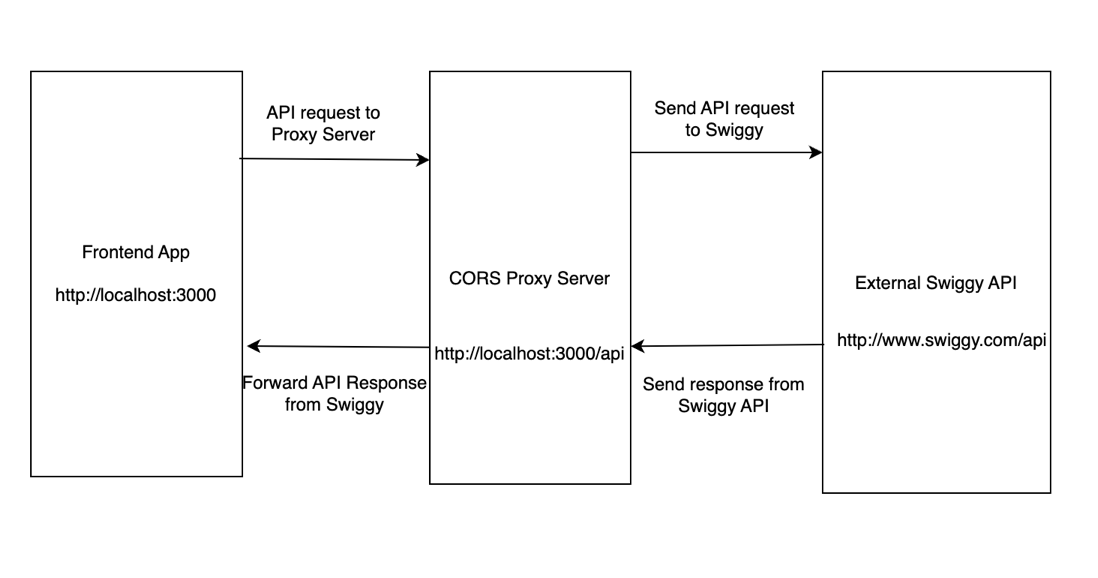 API request to
Proxy Server
Send API request
to Swiggy
Frontend App
http://localhost:3000
CORS Proxy Server
http://localhost:3000/api
External Swiggy API
http://www.swiggy.com/api
Forward API Response
from Swiggy
Send response from
Swiggy API